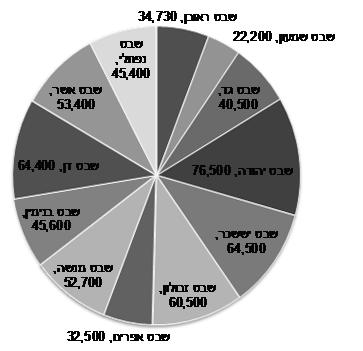 שבט ראובן, 34,730
שבט שמעון, 22,200
שבט גד,
40,500
שבט יהודה, 76,500
שבט יששכר,
64,500
שבט זבולון,
60,500
שבט אפרים, 32,500
שבט מנשה,
52,700
שבט בנימין,
45,600
שבט דן, 64,400
שבט אשר,
53,400
שבט
נפתלי,
45,400